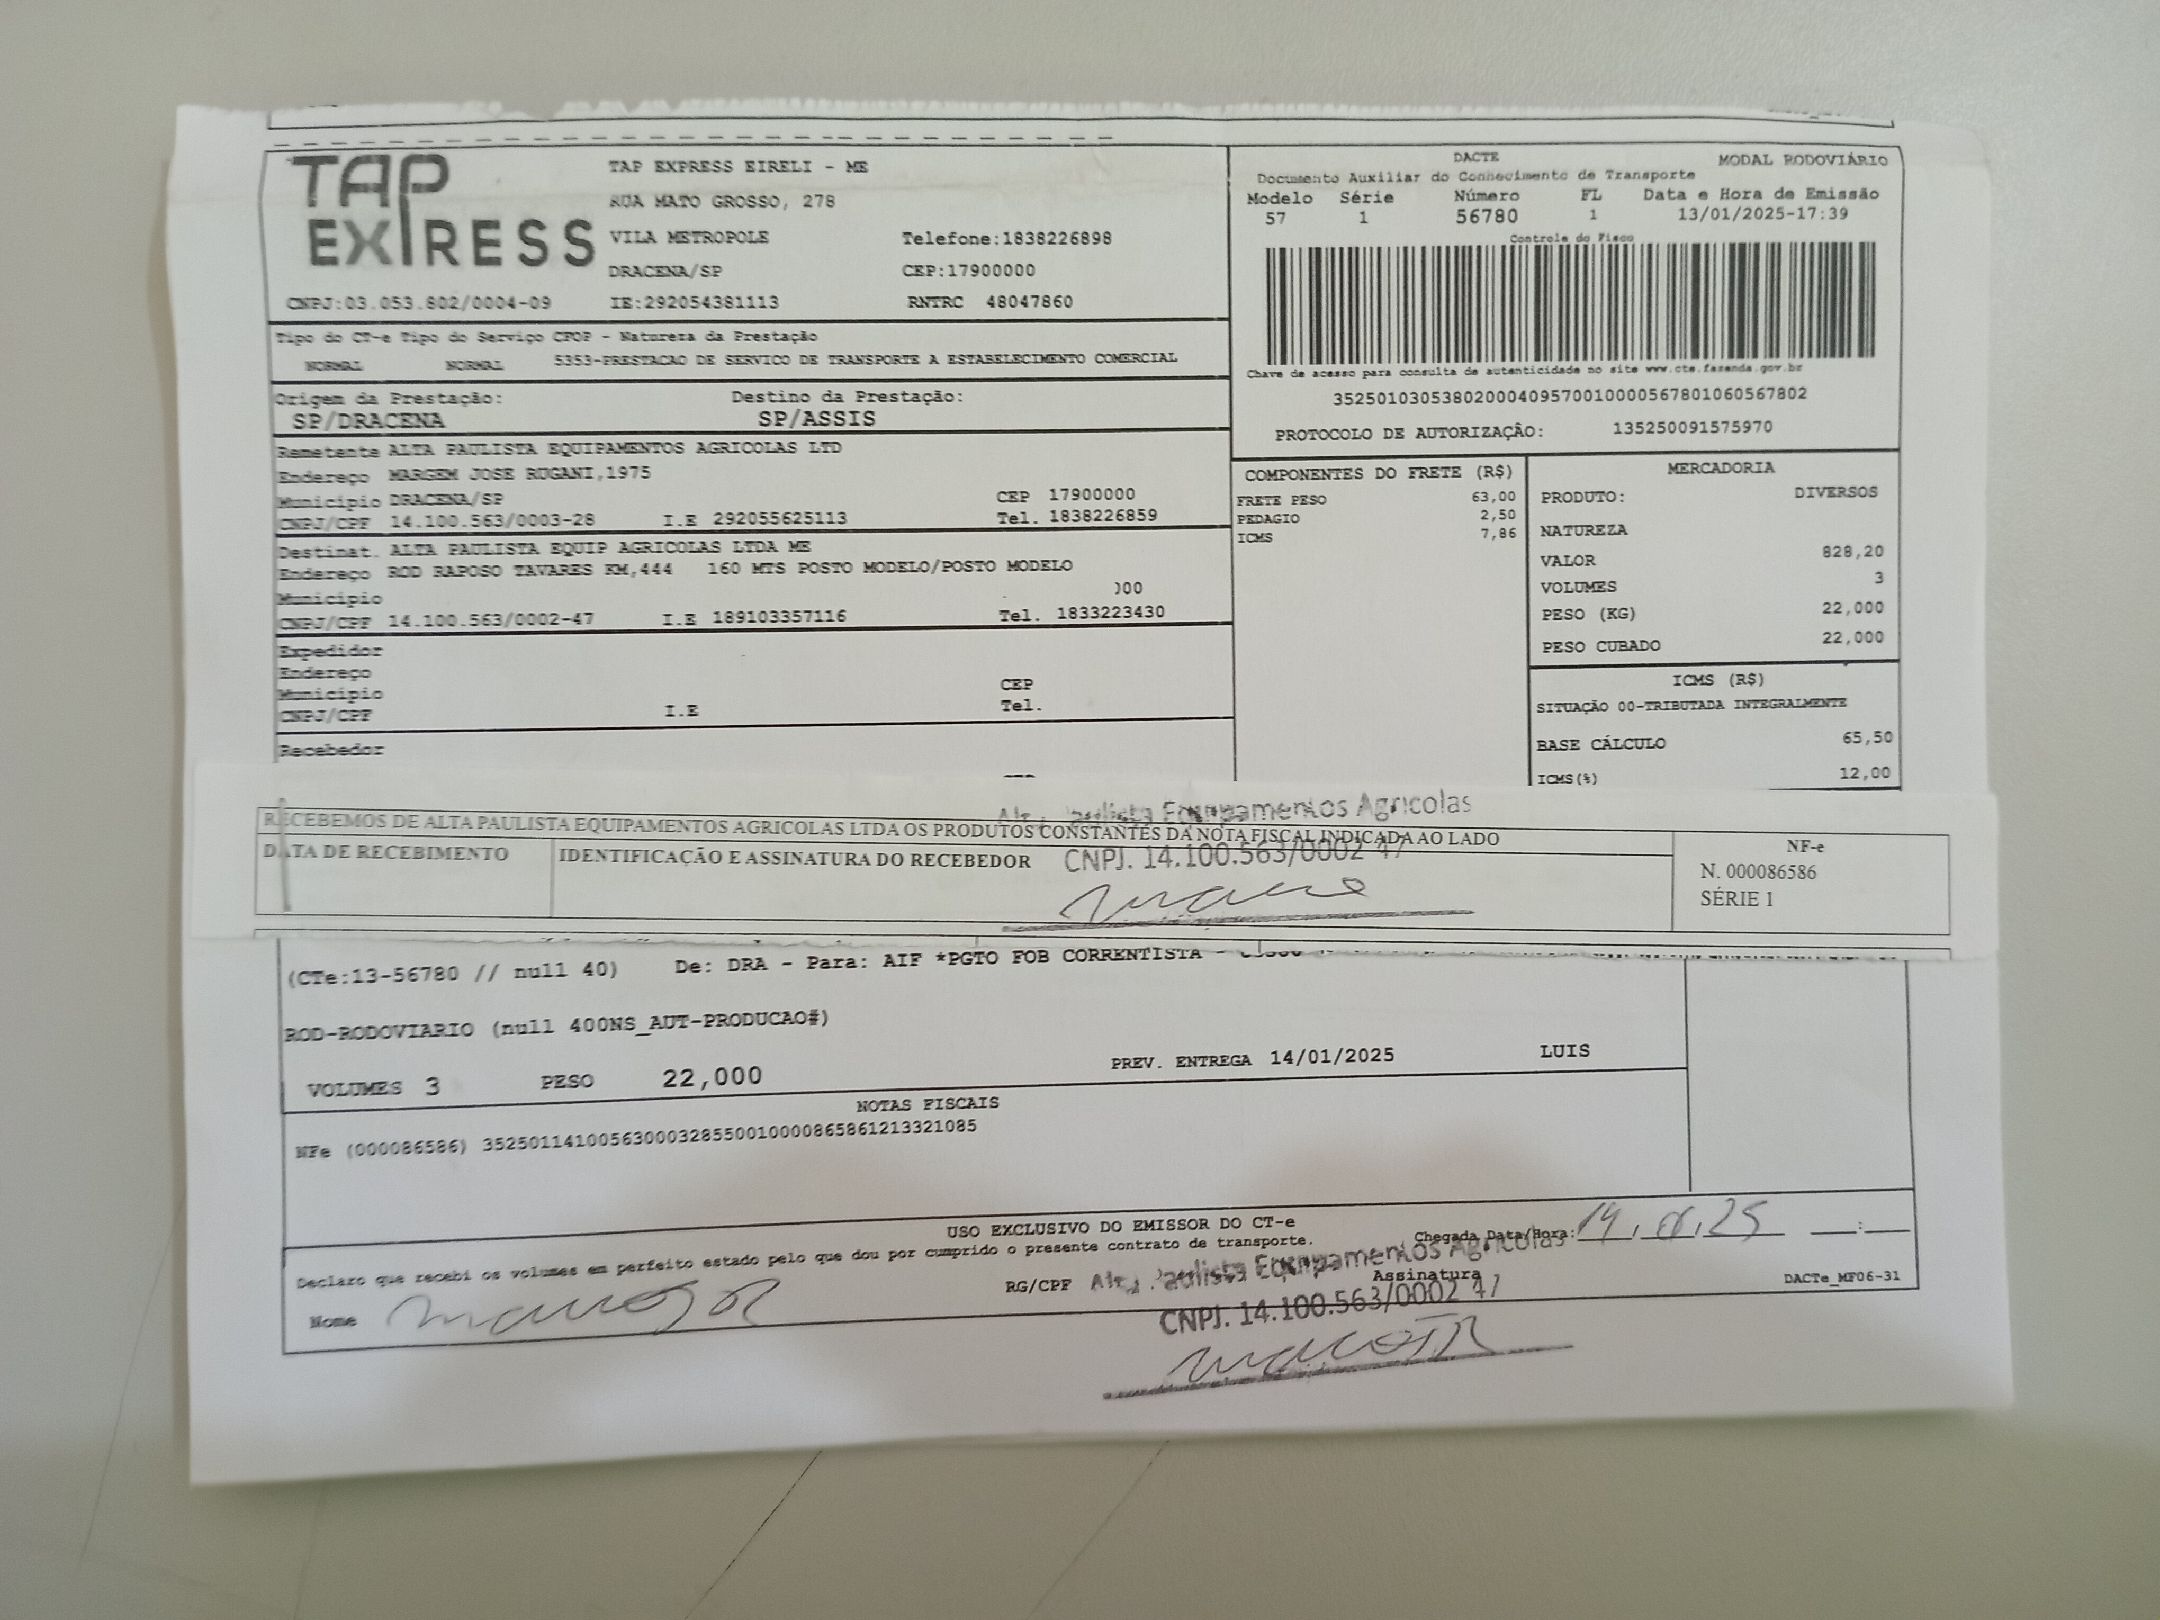 TAP
EXPRESS
TAP EXPRESS EIRELI - ME
RUA MATO GROSSO, 278
VILA METROPOLE Telefone:1838226898
DRACENA/SP CEP:17900000
CNPJ:03.053.802/0004-09 IE:292054381113 RNTRC 48047860
DACTE MODAL RODOVIÁRIO
Documento Auxiliar do Conhecimento de Transporte
Modelo Série Número FL Data e Hora de Emissão
57 1 56780 1 13/01/2025-17:39
Controle do Fisco
Chave de acesso para consulta de autenticidade no site www.cte.fazenda.gov.br
35250103053802000409570010000567801060567802
PROTOCOLO DE AUTORIZAÇÃO: 135250091575970
Tipo do CT-e Tipo do Serviço CFOP - Natureza da Prestação
NORMAL NORMAL 5353-PRESTACAO DE SERVICO DE TRANSPORTE A ESTABELECIMENTO COMERCIAL
Origem da Prestação: Destino da Prestação:
SP/DRACENA SP/ASSIS
Remetente ALTA PAULISTA EQUIPAMENTOS AGRICOLAS LTD
Endereço MARGEM JOSE RUGANI,1975
Município DRACENA/SP CEP 17900000
CNPJ/CPF 14.100.563/0003-28 I.E 292055625113 Tel. 1838226859
Destinat. ALTA PAULISTA EQUIP AGRICOLAS LTDA ME
Endereço ROD RAPOSO TAVARES KM,444 160 MTS POSTO MODELO/POSTO MODELO
Município
CNPJ/CPF 14.100.563/0002-47 I.E 189103357116 Tel. 1833223430
Expedidor
Endereço
Município CEP
CNPJ/CPF I.E Tel.
Recebedor
COMPONENTES DO FRETE (R$)
FRETE PESO 63,00
PEDAGIO 2,50
ICMS 7,86
MERCADORIA
PRODUTO: DIVERSOS
NATUREZA
VALOR 828,20
VOLUMES 3
PESO (KG) 22,000
PESO CUBADO 22,000
ICMS (R$)
SITUAÇÃO 00-TRIBUTADA INTEGRALMENTE
BASE CÁLCULO 65,50
ICMS(%) 12,00
Paulista Equipamentos Agricolas
RECEBEMOS DE ALTA PAULISTA EQUIPAMENTOS AGRICOLAS LTDA OS PRODUTOS CONSTANTES DA NOTA FISCAL INDICADA AO LADO
DATA DE RECEBIMENTO IDENTIFICAÇÃO E ASSINATURA DO RECEBEDOR
CNPJ. 14.100.563/0002 47
NF-e
N. 000086586
SÉRIE 1
(CTe:13-56780 // null 40) De: DRA - Para: AIF *PGTO FOB CORRENTISTA -
ROD-RODOVIARIO (null 400NS_AUT-PRODUCAO#)
VOLUMES 3 PESO 22,000 PREV. ENTREGA 14/01/2025 LUIS
NOTAS FISCAIS
NFe (000086586) 35250114100563000328550010000865861213321085
USO EXCLUSIVO DO EMISSOR DO CT-e
Declaro que recebi os volumes em perfeito estado pelo que dou por cumprido o presente contrato de transporte.
Chegada Data/Hora:
Nome RG/CPF Assinatura DACTe_MF06-31
Paulista Equipamentos Agricolas
CNPJ. 14.100.563/0002 47